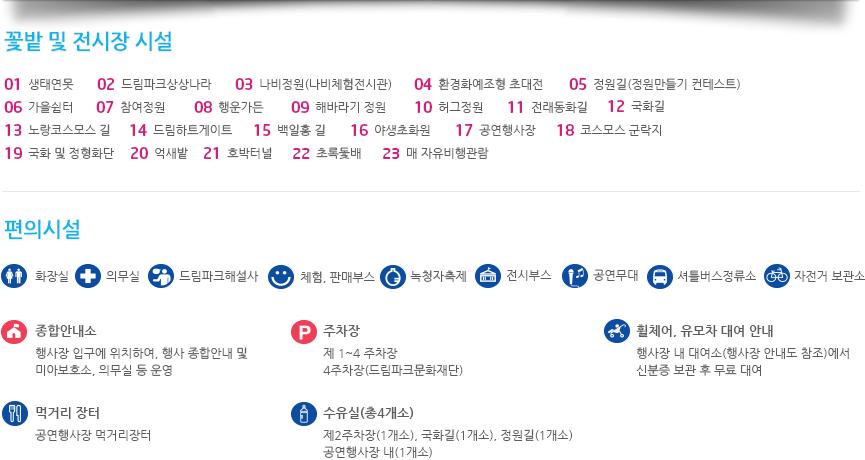 꽃밭 및 전시장 시설
01 생태연못 02 드림파크상상나라 03 나비정원(나비체험전시관) 04 환경화예조형 초대전 05 정원길(정원만들기 컨테스트)
06 가을쉼터 07 참여정원 08 행운가든 09 해바라기 정원 10 허그정원 11 전래동화길 12 국화길
13 노랑코스모스 길 14 드림하트게이트 15 백일홍 길 16 야생초화원 17 공연행사장 18 코스모스 군락지
19 국화 및 정형화단 20 억새밭 21 호박터널 22 초록돛배 23 매 자유비행관람
편의시설
화장실 의무실 드림파크해설사 체험, 판매부스 녹청자축제 전시부스 공연무대 셔틀버스정류소 자전거 보관소
종합안내소
행사장 입구에 위치하여, 행사 종합안내 및
미아보호소, 의무실 등 운영
P 주차장
제 1~4 주차장
4주차장(드림파크문화재단)
휠체어, 유모차 대여 안내
행사장 내 대여소(행사장 안내도 참조)에서
신분증 보관 후 무료 대여
먹거리 장터
공연행사장 먹거리장터
수유실(총4개소)
제2주차장(1개소), 국화길(1개소), 정원길(1개소)
공연행사장 내(1개소)